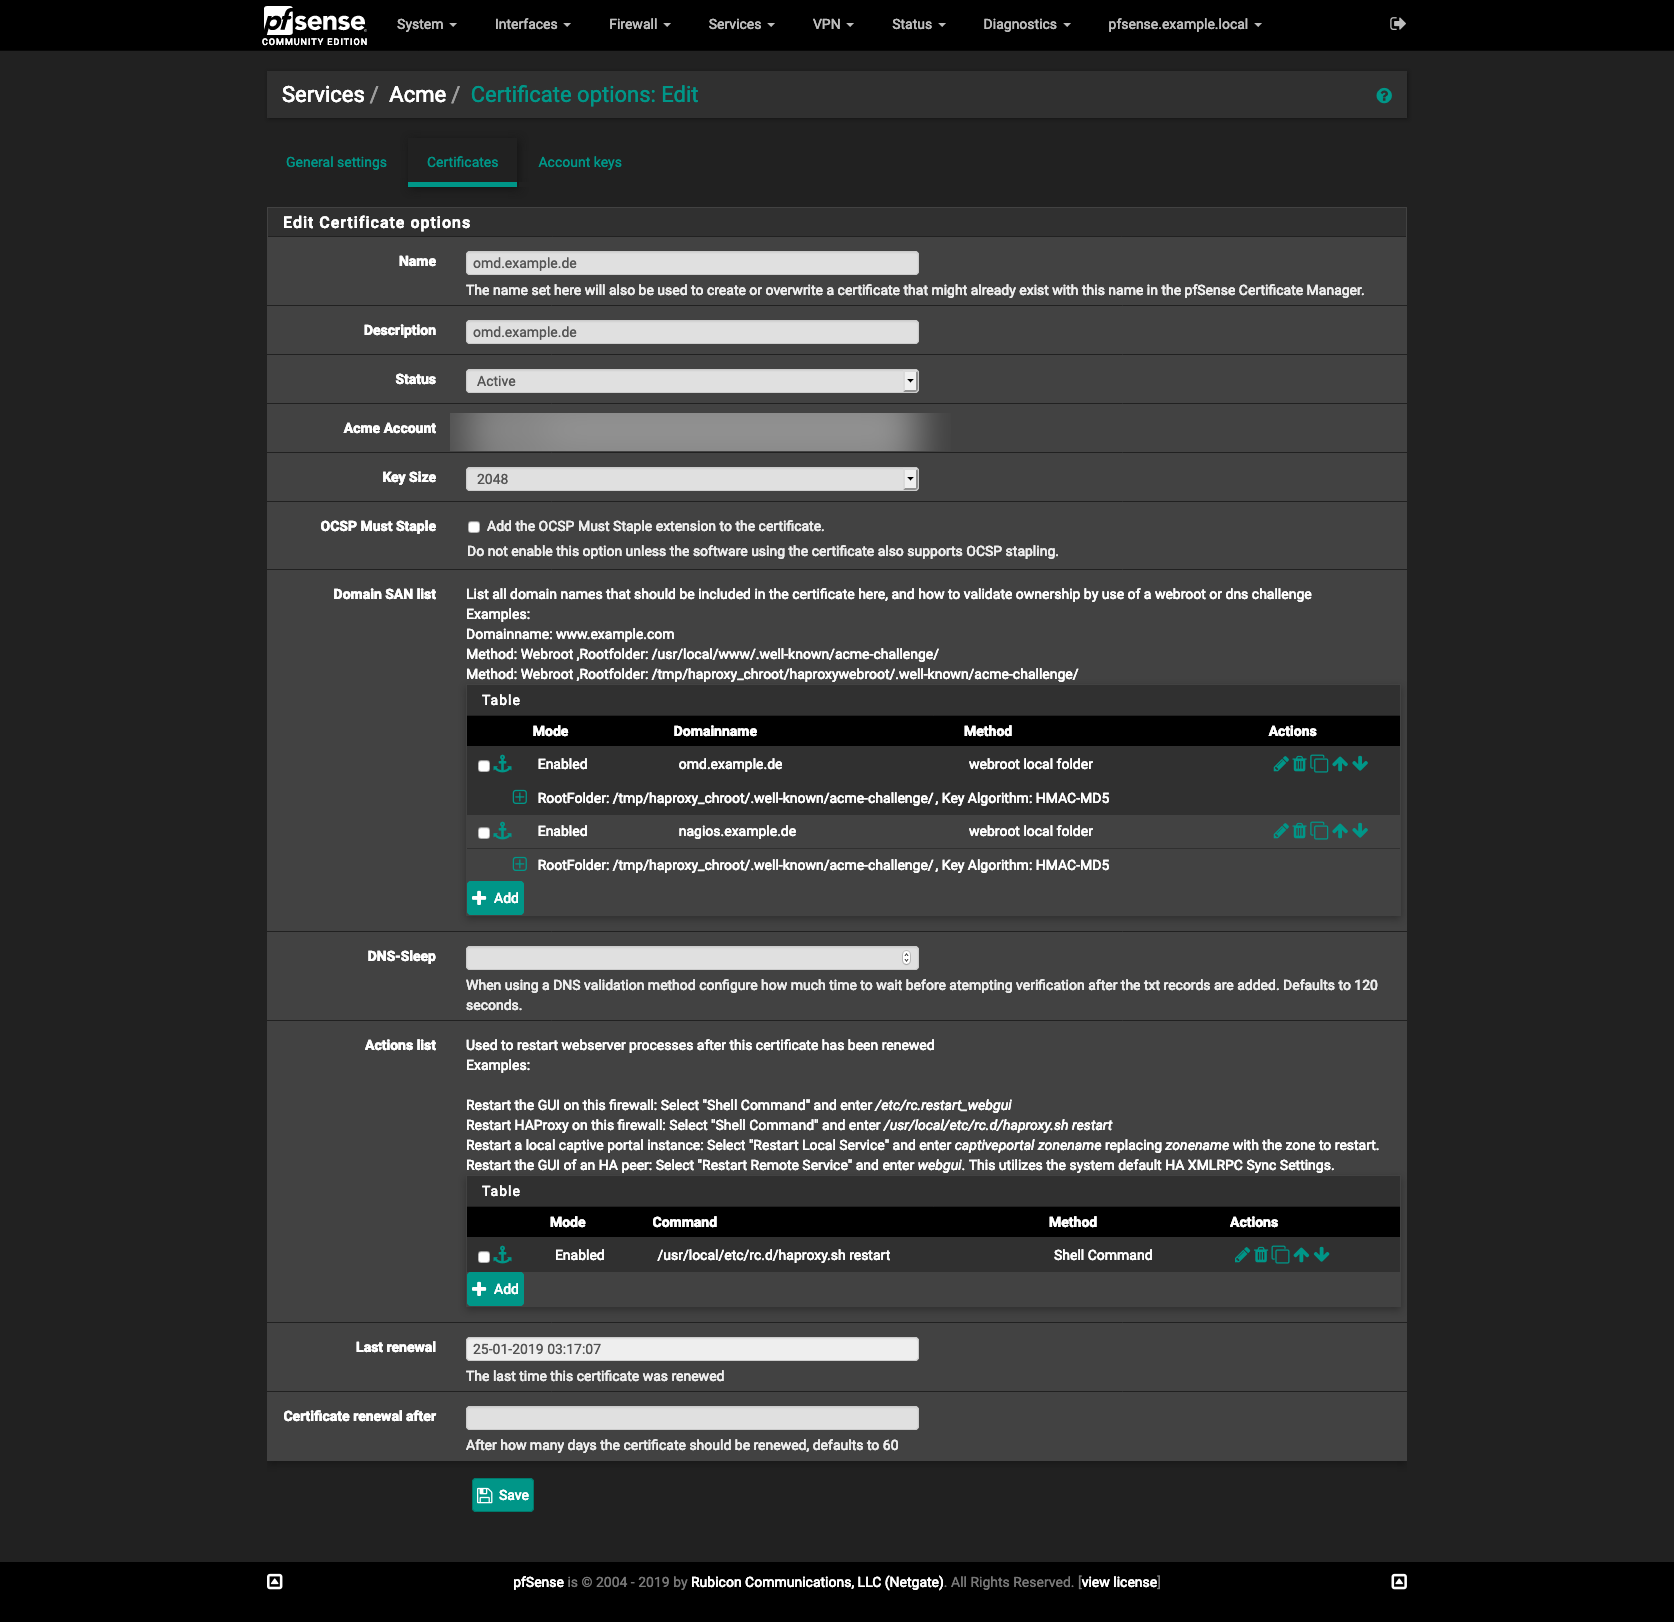 pfsense
COMMUNITY EDITION
System Interfaces Firewall Services VPN Status Diagnostics pfsense.example.local
Services / Acme / Certificate options: Edit
General settings Certificates Account keys
Edit Certificate options
Name omd.example.de
The name set here will also be used to create or overwrite a certificate that might already exist with this name in the pfSense Certificate Manager.
Description omd.example.de
Status Active
Acme Account
Key Size 2048
OCSP Must Staple Add the OCSP Must Staple extension to the certificate.
Do not enable this option unless the software using the certificate also supports OCSP stapling.
Domain SAN list List all domain names that should be included in the certificate here, and how to validate ownership by use of a webroot or dns challenge
Examples:
Domainname: www.example.com
Method: Webroot ,Rootfolder: /usr/local/www/.well-known/acme-challenge/
Method: Webroot ,Rootfolder: /tmp/haproxy_chroot/haproxywebroot/.well-known/acme-challenge/
Table
Mode Domainname Method Actions
Enabled omd.example.de webroot local folder
RootFolder: /tmp/haproxy_chroot/.well-known/acme-challenge/ , Key Algorithm: HMAC-MD5
Enabled nagios.example.de webroot local folder
RootFolder: /tmp/haproxy_chroot/.well-known/acme-challenge/ , Key Algorithm: HMAC-MD5
Add
DNS-Sleep
When using a DNS validation method configure how much time to wait before atempting verification after the txt records are added. Defaults to 120
seconds.
Actions list Used to restart webserver processes after this certificate has been renewed
Examples:
Restart the GUI on this firewall: Select "Shell Command" and enter /etc/rc.restart_webgui
Restart HAProxy on this firewall: Select "Shell Command" and enter /usr/local/etc/rc.d/haproxy.sh restart
Restart a local captive portal instance: Select "Restart Local Service" and enter captiveportal zonename replacing zonename with the zone to restart.
Restart the GUI of an HA peer: Select "Restart Remote Service" and enter webgui. This utilizes the system default HA XMLRPC Sync Settings.
Table
Mode Command Method Actions
Enabled /usr/local/etc/rc.d/haproxy.sh restart Shell Command
Add
Last renewal 25-01-2019 03:17:07
The last time this certificate was renewed
Certificate renewal after
After how many days the certificate should be renewed, defaults to 60
Save
pfSense is © 2004 - 2019 by Rubicon Communications, LLC (Netgate). All Rights Reserved. [view license]